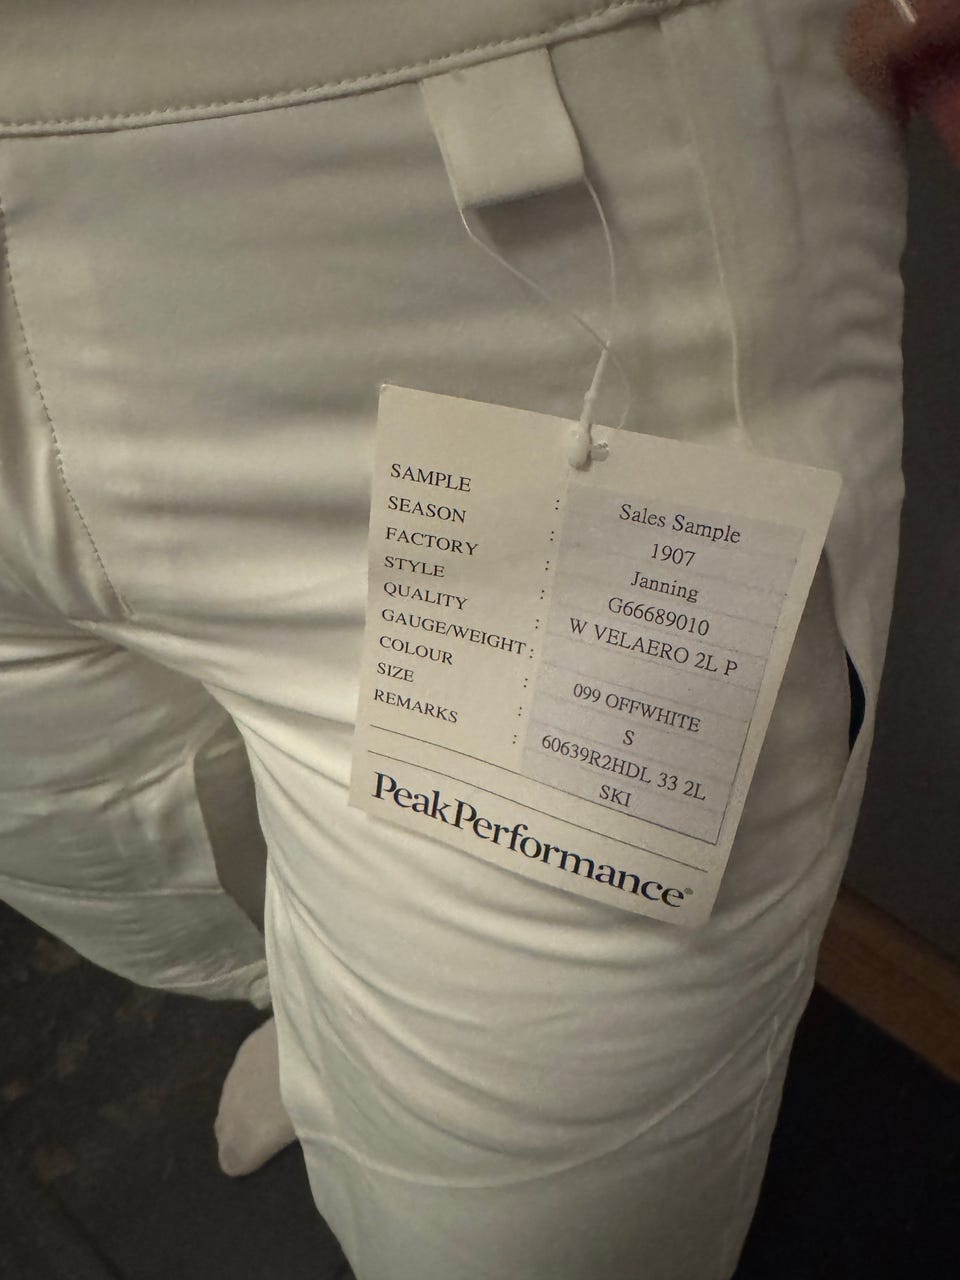 SAMPLE : Sales Sample
SEASON : 1907
FACTORY : Janning
STYLE : G66689010
QUALITY : W VELAERO 2L P
GAUGE/WEIGHT :
COLOUR : 099 OFFWHITE
SIZE : S
REMARKS : 60639R2HDL 33 2L
SKI
PeakPerformance®